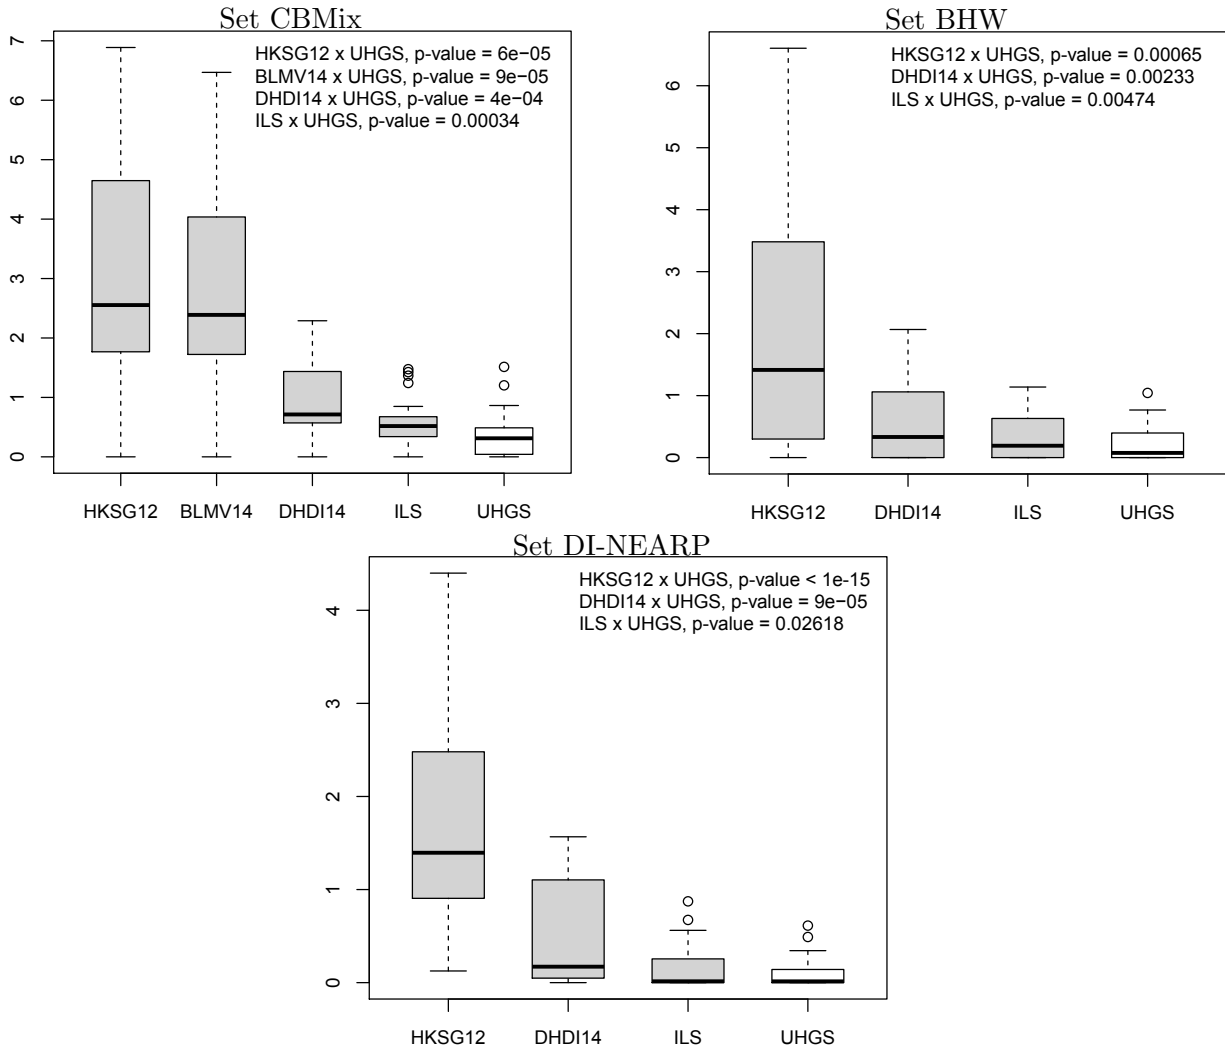 Set CBMix
HKSG12 x UHGS, p-value = 6e−05
BLMV14 x UHGS, p-value = 9e−05
DHDI14 x UHGS, p-value = 4e−04
ILS x UHGS, p-value = 0.00034
7
6
5
4
3
2
1
0
HKSG12 BLMV14 DHDI14 ILS UHGS
Set BHW
HKSG12 x UHGS, p-value = 0.00065
DHDI14 x UHGS, p-value = 0.00233
ILS x UHGS, p-value = 0.00474
6
5
4
3
2
1
0
HKSG12 DHDI14 ILS UHGS
Set DI-NEARP
HKSG12 x UHGS, p-value < 1e-15
DHDI14 x UHGS, p-value = 9e−05
ILS x UHGS, p-value = 0.02618
4
3
2
1
0
HKSG12 DHDI14 ILS UHGS